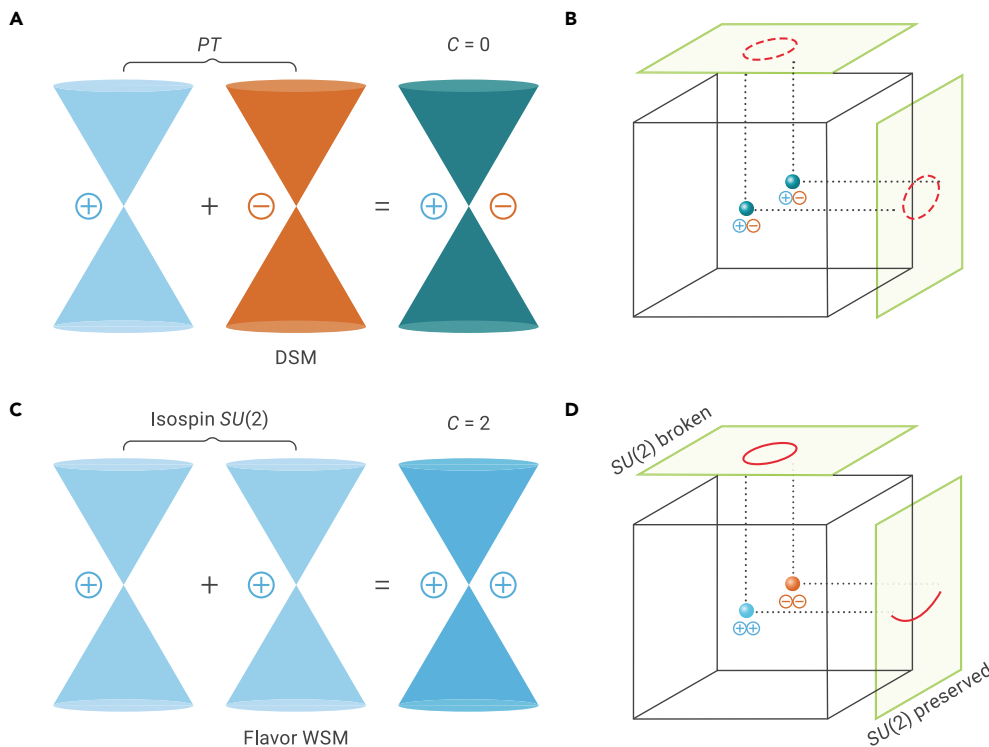 A
PT
C = 0
⊕ + ⊖ = ⊕ ⊖
DSM
B
⊕⊖
⊕⊖
C
Isospin SU(2)
C = 2
⊕ + ⊕ = ⊕ ⊕
Flavor WSM
D
SU(2) broken
⊖⊖
⊕⊕
SU(2) preserved